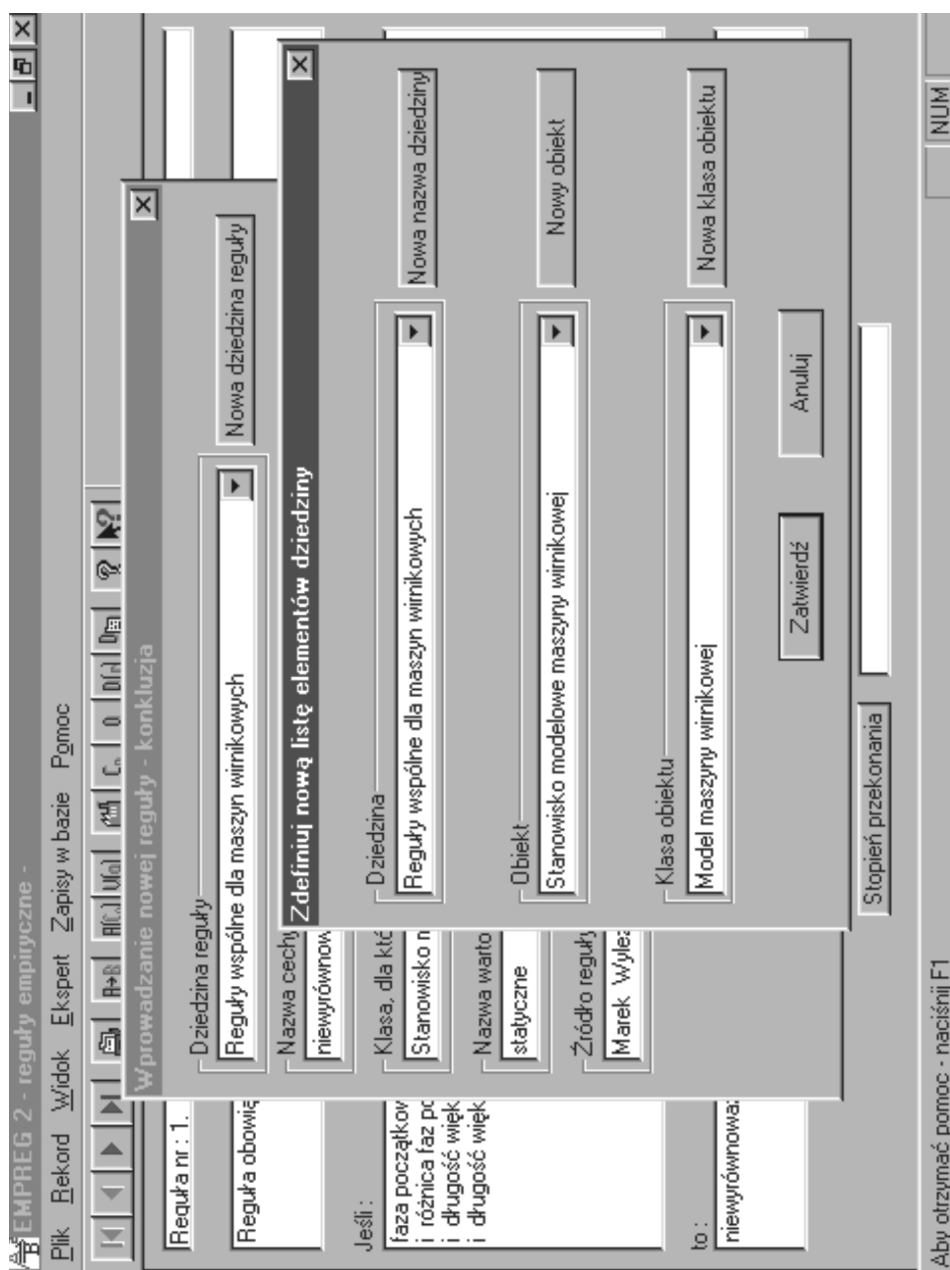 EMPREG 2 - reguły empiryczne -
Plik Rekord Widok Ekspert Zapisy w bazie Pomoc
Reguła nr : 1.
Reguła obowią
Jeśli :
faza początkow
i różnica faz po
i długość więk
i długość więk
to :
niewyrównoważ
Wprowadzanie nowej reguły - konkluzja
Dziedzina reguły
Reguły wspólne dla maszyn wirnikowych
Nowa dziedzina reguły
Nazwa cechy
niewyrównow
Klasa, dla któ
Stanowisko m
Nazwa warto
statyczne
Źródło reguły
Marek Wyleż
Zdefiniuj nową listę elementów dziedziny
Dziedzina
Reguły wspólne dla maszyn wirnikowych
Nowa nazwa dziedziny
Obiekt
Stanowisko modelowe maszyny wirnikowej
Nowy obiekt
Klasa obiektu
Model maszyny wirnikowej
Nowa klasa obiektu
Zatwierdź
Anuluj
Stopień przekonania
Aby otrzymać pomoc - naciśnij F1
NUM